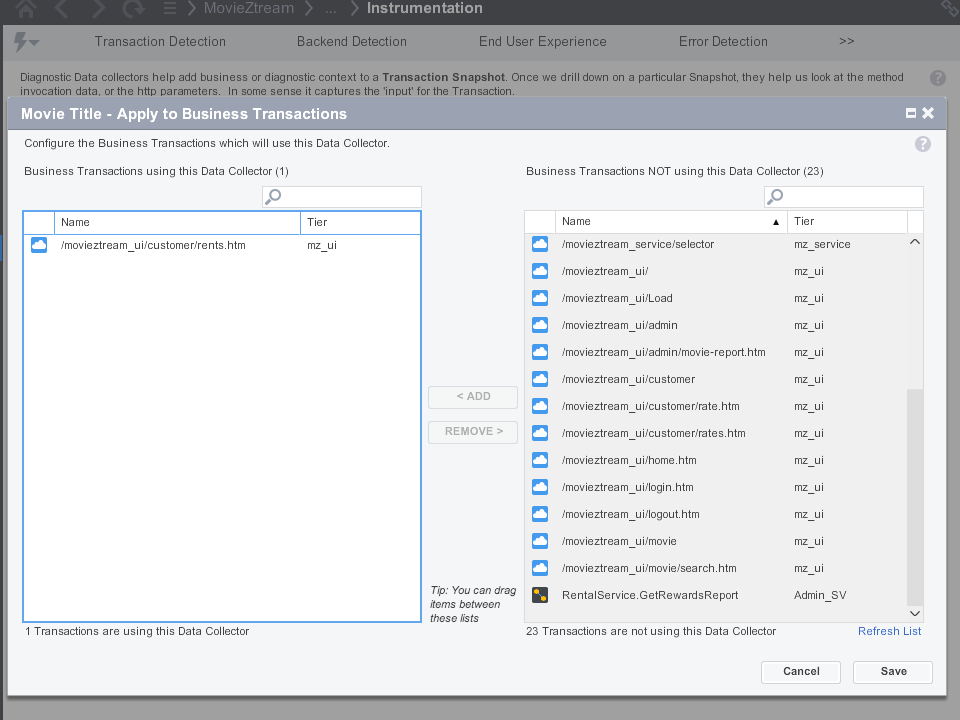 MovieZtream ... Instrumentation
Transaction Detection Backend Detection End User Experience Error Detection >>
Diagnostic Data collectors help add business or diagnostic context to a Transaction Snapshot. Once we drill down on a particular Snapshot, they help us look at the method
invocation data, or the http parameters. In some sense it captures the 'input' for the Transaction.
Movie Title - Apply to Business Transactions
Configure the Business Transactions which will use this Data Collector.
Business Transactions using this Data Collector (1)
Name Tier
/movieztream_ui/customer/rents.htm mz_ui
1 Transactions are using this Data Collector
< ADD
REMOVE >
Tip: You can drag
items between
these lists
Business Transactions NOT using this Data Collector (23)
Name ▲ Tier
/movieztream_service/selector mz_service
/movieztream_ui/ mz_ui
/movieztream_ui/Load mz_ui
/movieztream_ui/admin mz_ui
/movieztream_ui/admin/movie-report.htm mz_ui
/movieztream_ui/customer mz_ui
/movieztream_ui/customer/rate.htm mz_ui
/movieztream_ui/customer/rates.htm mz_ui
/movieztream_ui/home.htm mz_ui
/movieztream_ui/login.htm mz_ui
/movieztream_ui/logout.htm mz_ui
/movieztream_ui/movie mz_ui
/movieztream_ui/movie/search.htm mz_ui
RentalService.GetRewardsReport Admin_SV
23 Transactions are not using this Data Collector Refresh List
Cancel Save